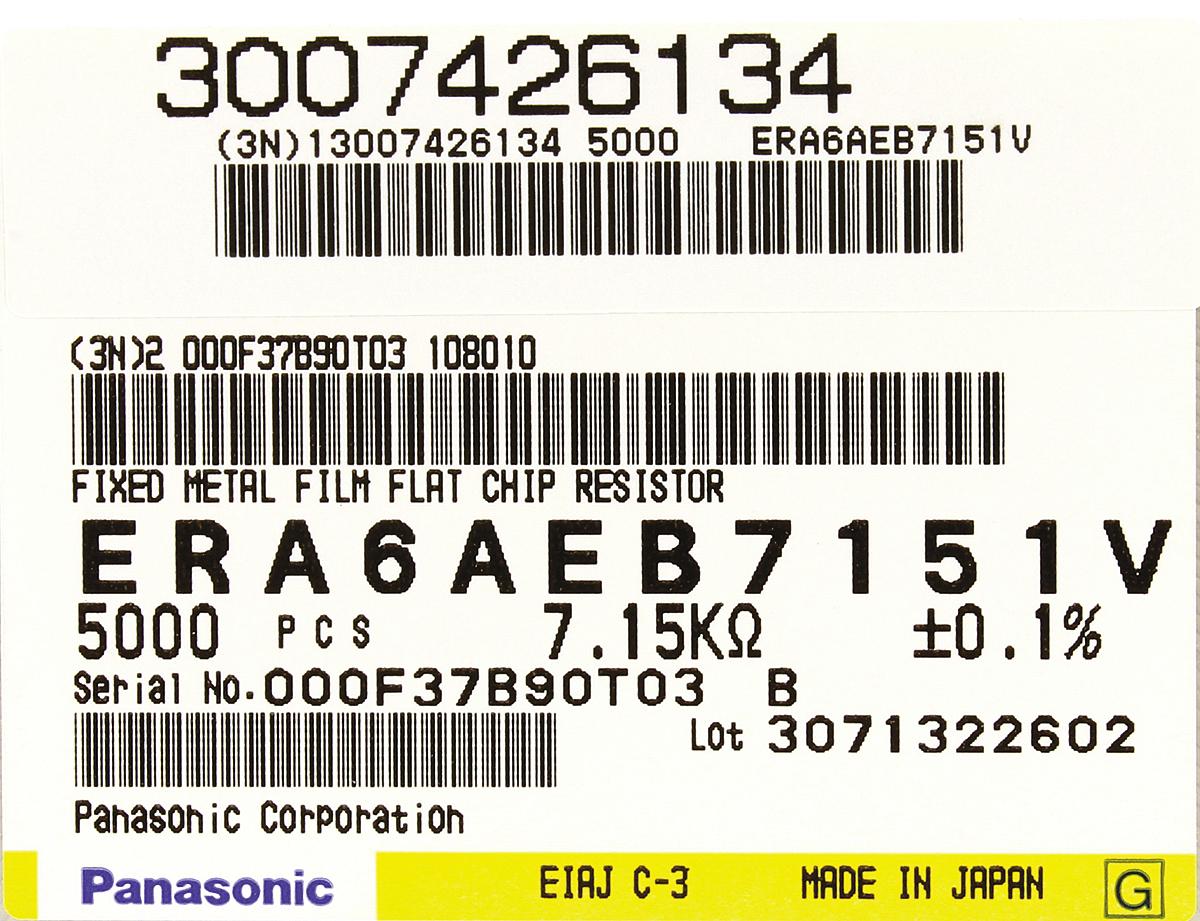 3007426134
(3N)13007426134 5000 ERA6AEB7151V
(3N)2 000F37B90T03 108010
FIXED METAL FILM FLAT CHIP RESISTOR
ERA6AEB7151V
5000 PCS 7.15KΩ ±0.1%
Serial No.000F37B90T03 B
Lot 3071322602
Panasonic Corporation
Panasonic EIAJ C-3 MADE IN JAPAN G